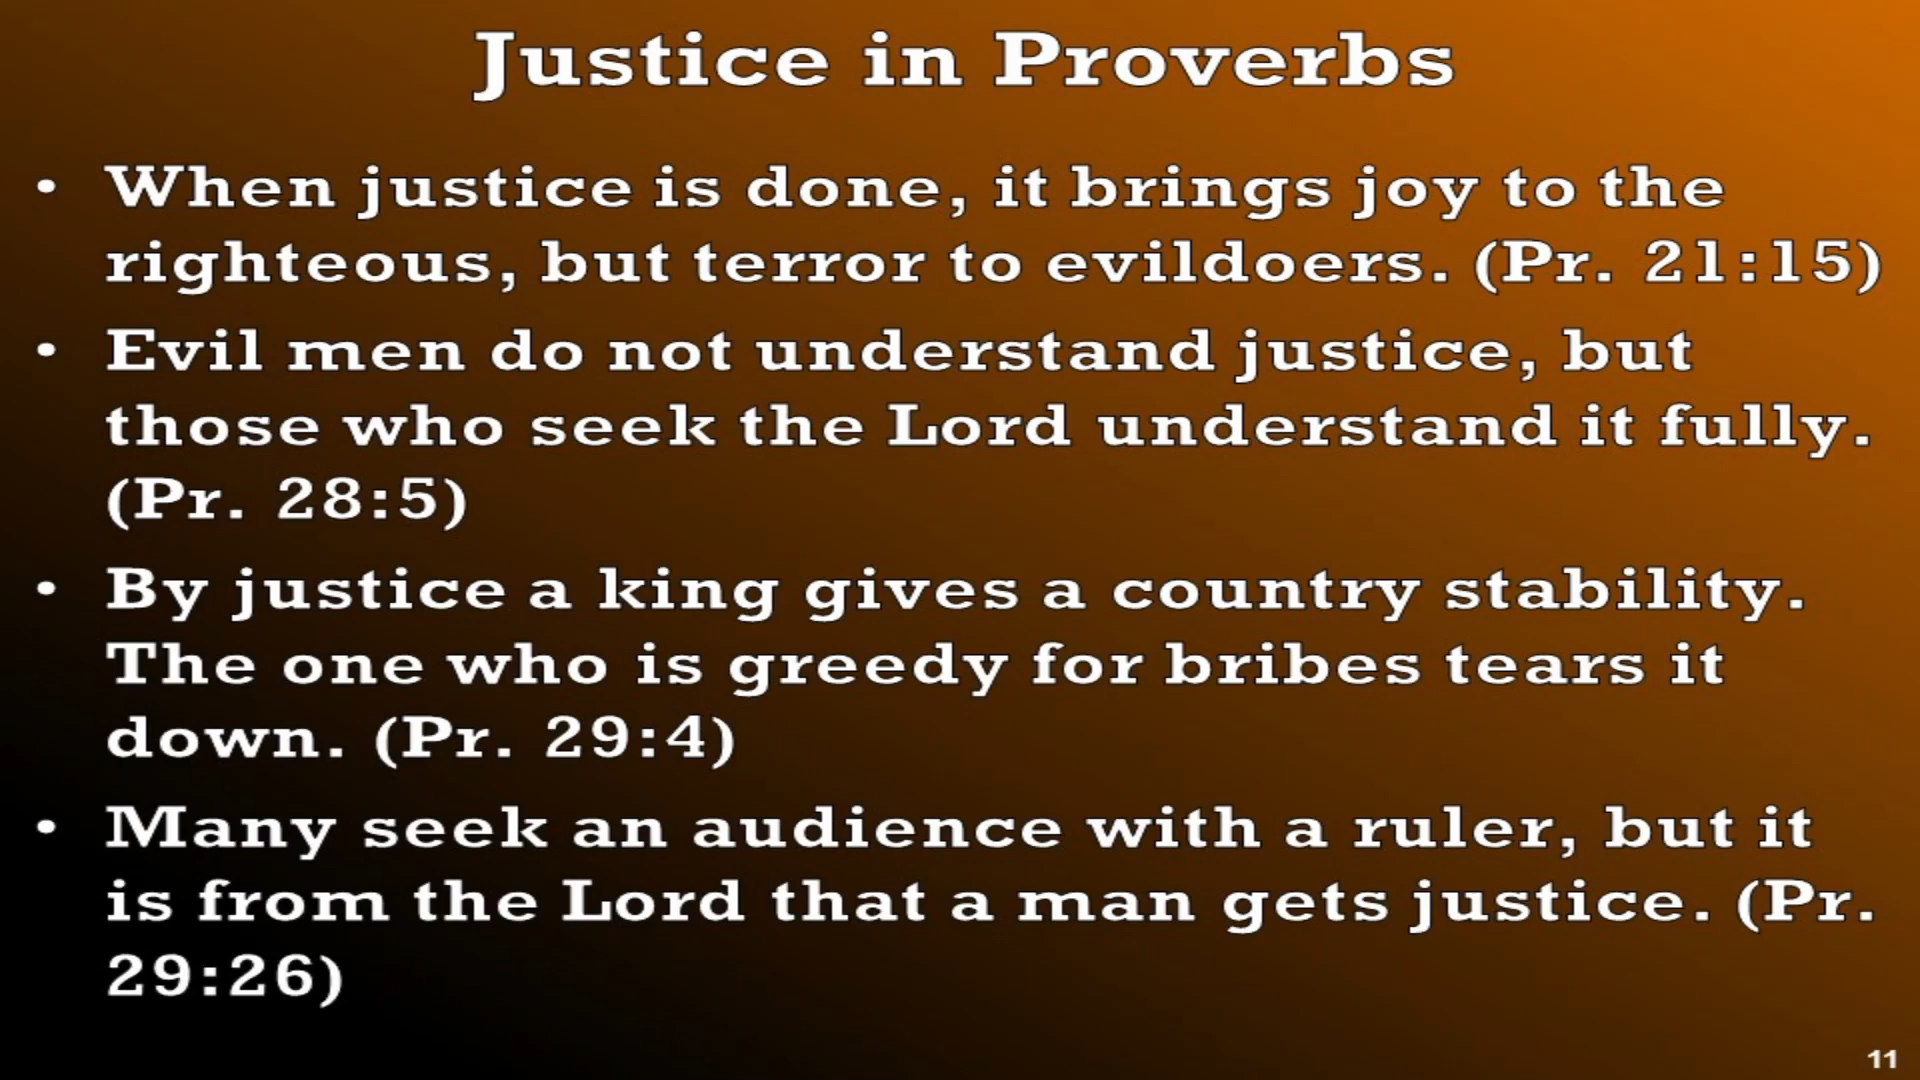 Justice in Proverbs
• When justice is done, it brings joy to the
righteous, but terror to evildoers. (Pr. 21:15)
• Evil men do not understand justice, but
those who seek the Lord understand it fully.
(Pr. 28:5)
• By justice a king gives a country stability.
The one who is greedy for bribes tears it
down. (Pr. 29:4)
• Many seek an audience with a ruler, but it
is from the Lord that a man gets justice. (Pr.
29:26)
11